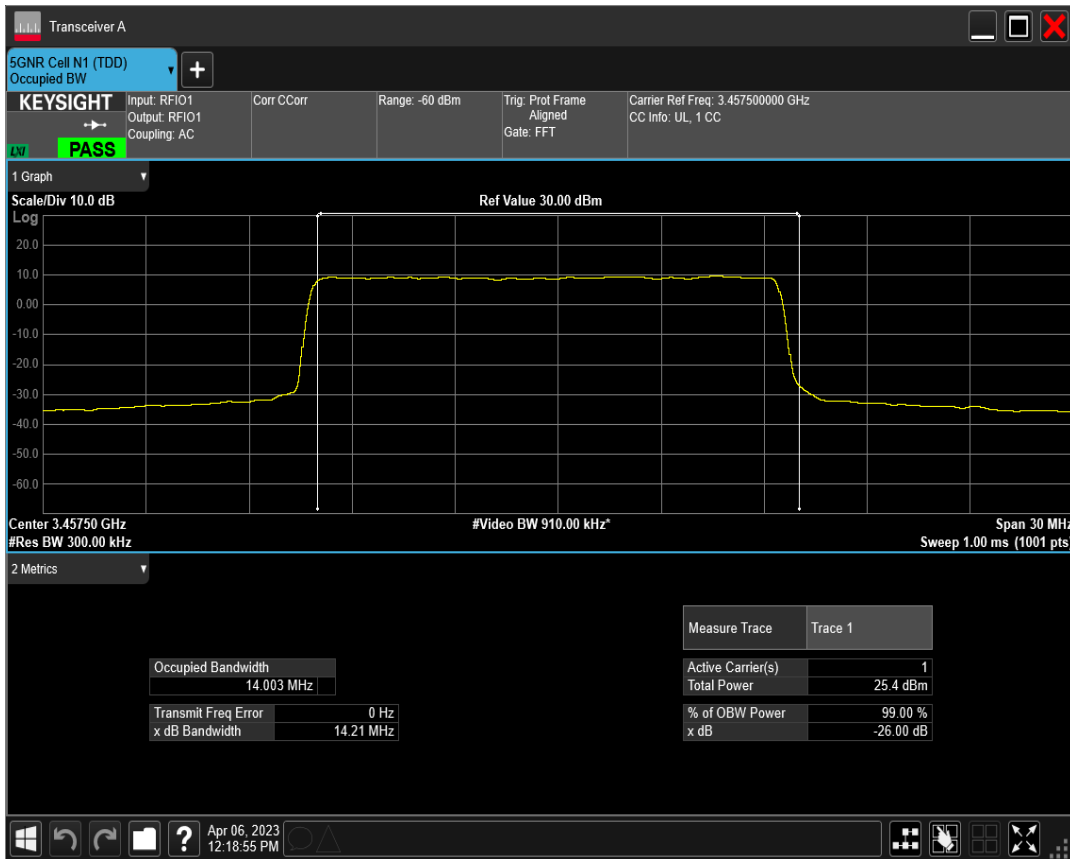 Transceiver A
5GNR Cell N1 (TDD)
Occupied BW
KEYSIGHT
LXI
PASS
Input: RFIO1
Output: RFIO1
Coupling: AC
Corr CCorr
Range: -60 dBm
Trig: Prot Frame
Aligned
Gate: FFT
Carrier Ref Freq: 3.457500000 GHz
CC Info: UL, 1 CC
1 Graph
Scale/Div 10.0 dB
Ref Value 30.00 dBm
Log
20.0
10.0
0.00
-10.0
-20.0
-30.0
-40.0
-50.0
-60.0
Center 3.45750 GHz
#Video BW 910.00 kHz*
Span 30 MHz
#Res BW 300.00 kHz
Sweep 1.00 ms (1001 pts)
2 Metrics
Measure Trace Trace 1
Occupied Bandwidth
14.003 MHz
Transmit Freq Error 0 Hz
x dB Bandwidth 14.21 MHz
Active Carrier(s) 1
Total Power 25.4 dBm
% of OBW Power 99.00 %
x dB -26.00 dB
?
Apr 06, 2023
12:18:55 PM